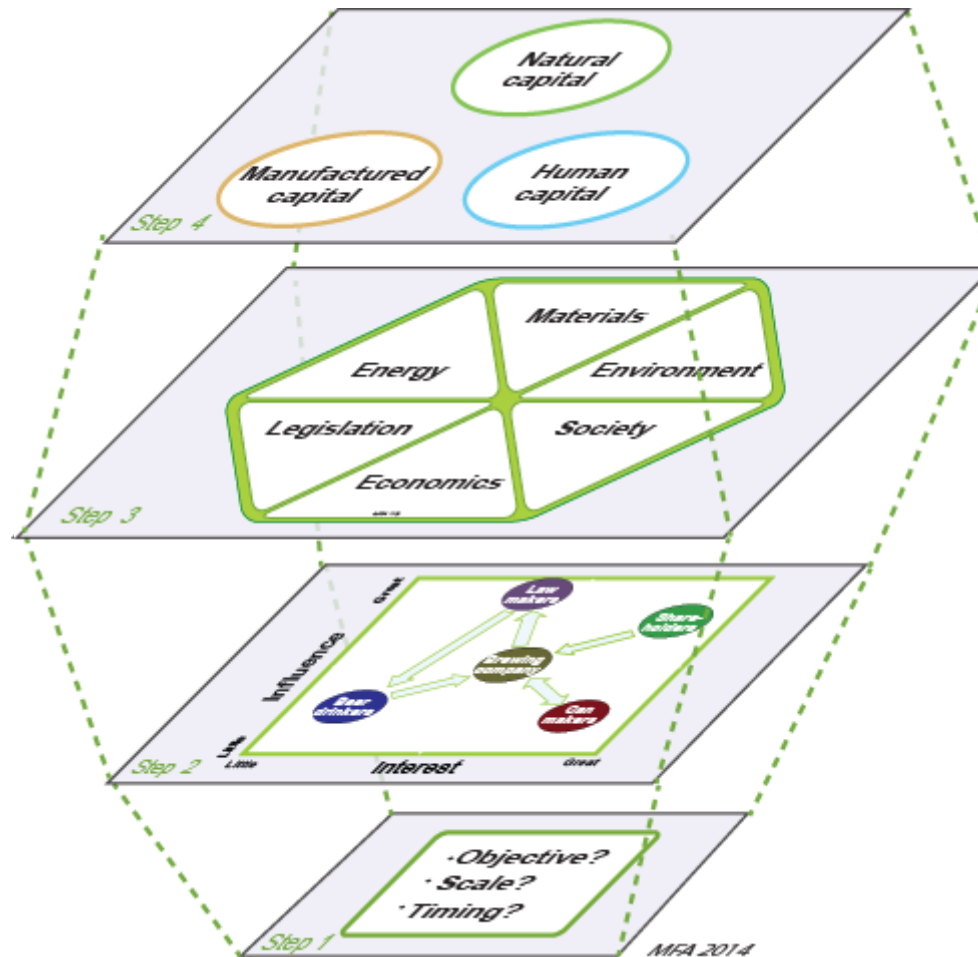 Natural
capital
Manufactured
capital
Human
capital
Step 4
Materials
Energy
Environment
Legislation
Society
Economics
Step 3
Great
Law
makers
Share-
holders
Influence
Growing
company
Beer
drinkers
Can
makers
Little
Little
Interest
Great
Step 2
• Objective?
• Scale?
• Timing?
Step 1
MFA 2014